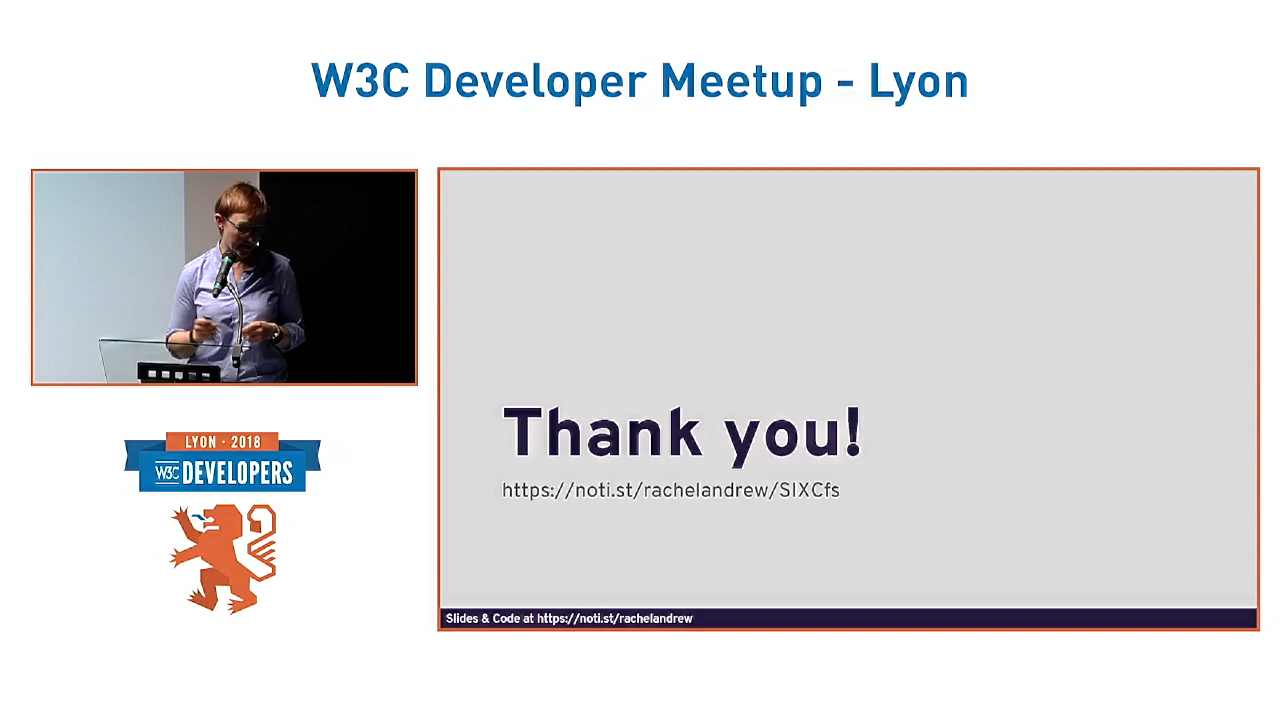 W3C Developer Meetup - Lyon
Thank you!
https://noti.st/rachelandrew/SIXCfs
Slides & Code at https://noti.st/rachelandrew
LYON · 2018
W3C DEVELOPERS